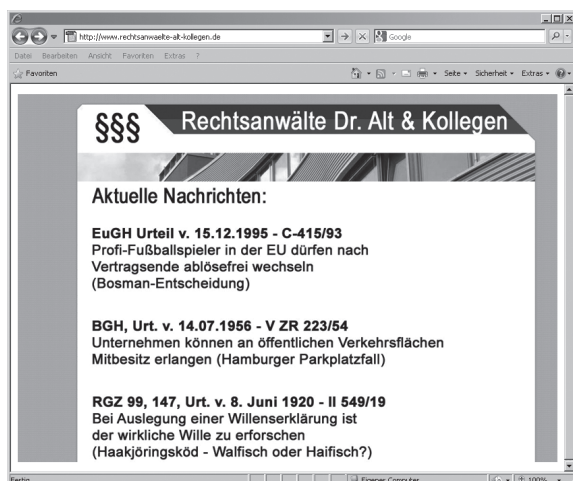 http://www.rechtsanwaelte-alt-kollegen.de
Google
Datei Bearbeiten Ansicht Favoriten Extras ?
Favoriten
Seite Sicherheit Extras
§§§
Rechtsanwälte Dr. Alt & Kollegen
Aktuelle Nachrichten:
EuGH Urteil v. 15.12.1995 - C-415/93
Profi-Fußballspieler in der EU dürfen nach
Vertragsende ablösefrei wechseln
(Bosman-Entscheidung)
BGH, Urt. v. 14.07.1956 - V ZR 223/54
Unternehmen können an öffentlichen Verkehrsflächen
Mitbesitz erlangen (Hamburger Parkplatzfall)
RGZ 99, 147, Urt. v. 8. Juni 1920 - II 549/19
Bei Auslegung einer Willenserklärung ist
der wirkliche Wille zu erforschen
(Haakjöringsköd - Walfisch oder Haifisch?)
Fertig
Eigener Computer
100%